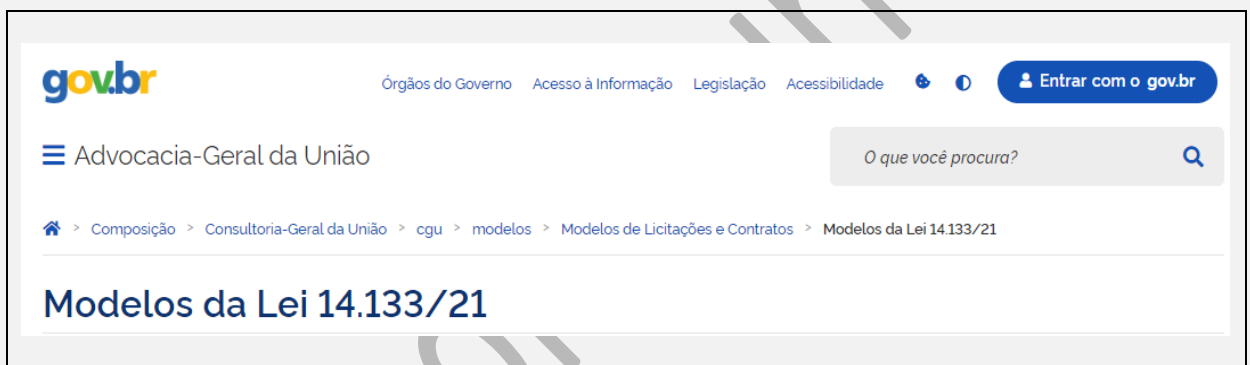 gov.br
Órgãos do Governo Acesso à Informação Legislação Acessibilidade Entrar com o gov.br
Advocacia-Geral da União O que você procura?
> Composição > Consultoria-Geral da União > cgu > modelos > Modelos de Licitações e Contratos > Modelos da Lei 14.133/21
Modelos da Lei 14.133/21